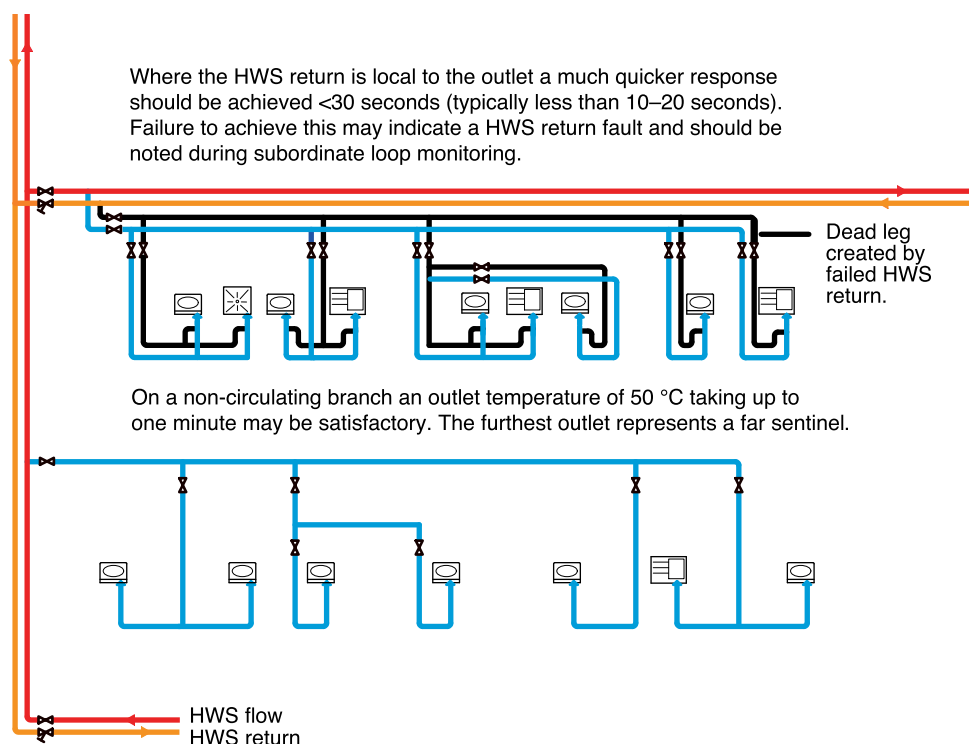 Where the HWS return is local to the outlet a much quicker response
should be achieved <30 seconds (typically less than 10–20 seconds).
Failure to achieve this may indicate a HWS return fault and should be
noted during subordinate loop monitoring.
Dead leg
created by
failed HWS
return.
On a non-circulating branch an outlet temperature of 50 °C taking up to
one minute may be satisfactory. The furthest outlet represents a far sentinel.
HWS flow
HWS return